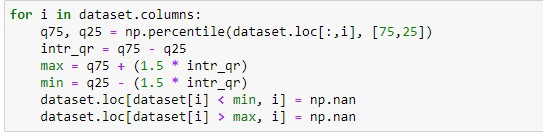 for i in dataset.columns:
    q75, q25 = np.percentile(dataset.loc[:,i], [75,25])
    intr_qr = q75 - q25
    max = q75 + (1.5 * intr_qr)
    min = q25 - (1.5 * intr_qr)
    dataset.loc[dataset[i] < min, i] = np.nan
    dataset.loc[dataset[i] > max, i] = np.nan